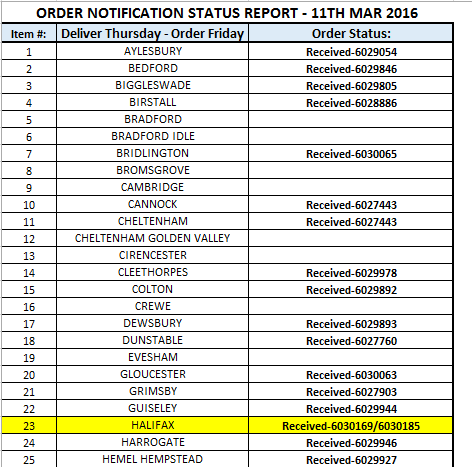 ORDER NOTIFICATION STATUS REPORT - 11TH MAR 2016
Item #: Deliver Thursday - Order Friday Order Status:
1 AYLESBURY Received-6029054
2 BEDFORD Received-6029846
3 BIGGLESWADE Received-6029805
4 BIRSTALL Received-6028886
5 BRADFORD
6 BRADFORD IDLE
7 BRIDLINGTON Received-6030065
8 BROMSGROVE
9 CAMBRIDGE
10 CANNOCK Received-6027443
11 CHELTENHAM Received-6027443
12 CHELTENHAM GOLDEN VALLEY
13 CIRENCESTER
14 CLEETHORPES Received-6029978
15 COLTON Received-6029892
16 CREWE
17 DEWSBURY Received-6029893
18 DUNSTABLE Received-6027760
19 EVESHAM
20 GLOUCESTER Received-6030063
21 GRIMSBY Received-6027903
22 GUISELEY Received-6029944
23 HALIFAX Received-6030169/6030185
24 HARROGATE Received-6029946
25 HEMEL HEMPSTEAD Received-6029927